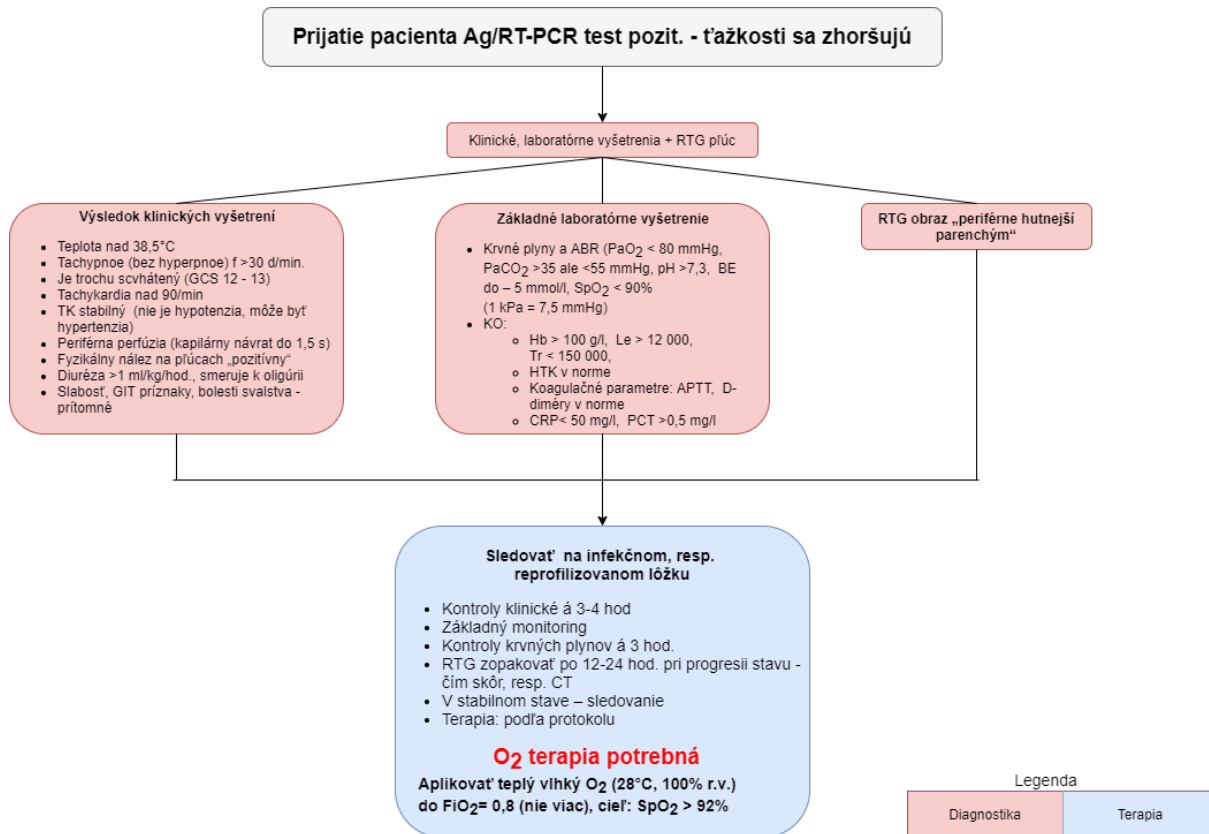 Prijatie pacienta Ag/RT-PCR test pozit. - ťažkosti sa zhoršujú
Klinické, laboratórne vyšetrenia + RTG pľúc
Výsledok klinických vyšetrení
• Teplota nad 38,5°C
• Tachypnoe (bez hyperpnoe) f >30 d/min.
• Je trochu scvhátený (GCS 12 - 13)
• Tachykardia nad 90/min
• TK stabilný (nie je hypotenzia, môže byť
hypertenzia)
• Periférna perfúzia (kapilárny návrat do 1,5 s)
• Fyzikálny nález na pľúcach „pozitívny“
• Diuréza >1 ml/kg/hod., smeruje k oligúrii
• Slabosť, GIT príznaky, bolesti svalstva -
prítomné
Základné laboratórne vyšetrenie
• Krvné plyny a ABR (PaO2 < 80 mmHg,
PaCO2 >35 ale <55 mmHg, pH >7,3, BE
do – 5 mmol/l, SpO2 < 90%
(1 kPa = 7,5 mmHg)
• KO:
○ Hb > 100 g/l, Le > 12 000,
Tr < 150 000,
○ HTK v norme
○ Koagulačné parametre: APTT, D-
diméry v norme
○ CRP< 50 mg/l, PCT >0,5 mg/l
RTG obraz „periférne hutnejší
parenchým“
Sledovať na infekčnom, resp.
reprofilizovanom lôžku
• Kontroly klinické á 3-4 hod
• Základný monitoring
• Kontroly krvných plynov á 3 hod.
• RTG zopakovať po 12-24 hod. pri progresii stavu -
čím skôr, resp. CT
• V stabilnom stave – sledovanie
• Terapia: podľa protokolu
O2 terapia potrebná
Aplikovať teplý vlhký O2 (28°C, 100% r.v.)
do FiO2= 0,8 (nie viac), cieľ: SpO2 > 92%
Legenda
Diagnostika
Terapia